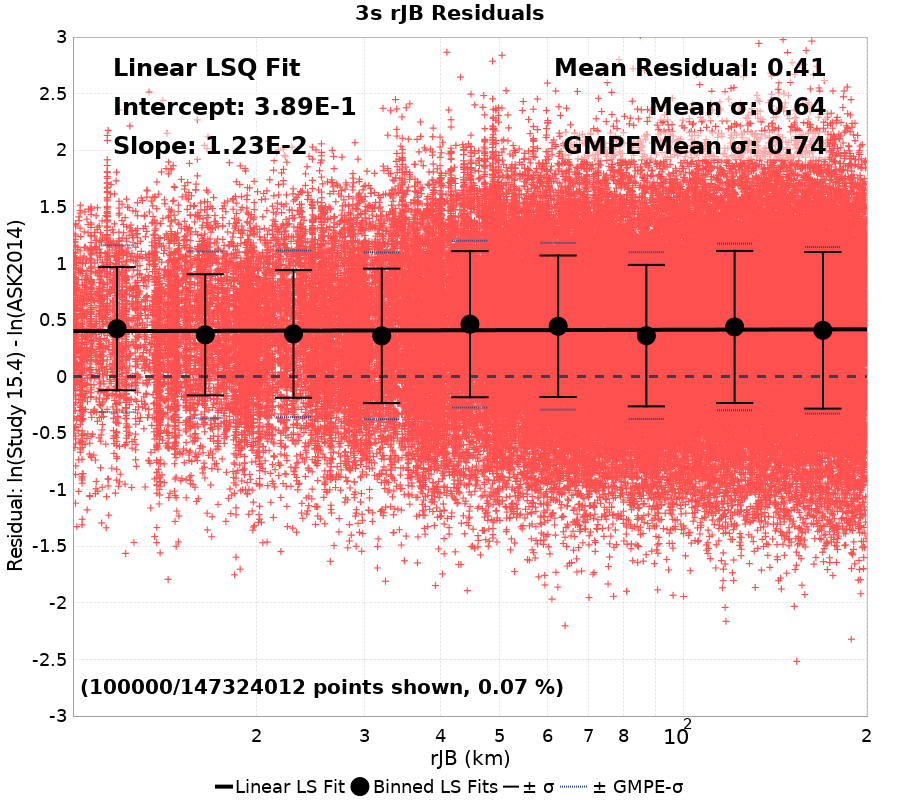 3s rJB Residuals
Linear LSQ Fit
Intercept: 3.89E-1
Slope: 1.23E-2
Mean Residual: 0.41
Mean σ: 0.64
GMPE Mean σ: 0.74
Residual: ln(Study 15.4) - ln(ASK2014)
3
2.5
2
1.5
1
0.5
0
-0.5
-1
-1.5
-2
-2.5
-3
(100000/147324012 points shown, 0.07 %)
2 3 4 5 6 7 8 10² 2
rJB (km)
Linear LS Fit Binned LS Fits ± σ ± GMPE-σ